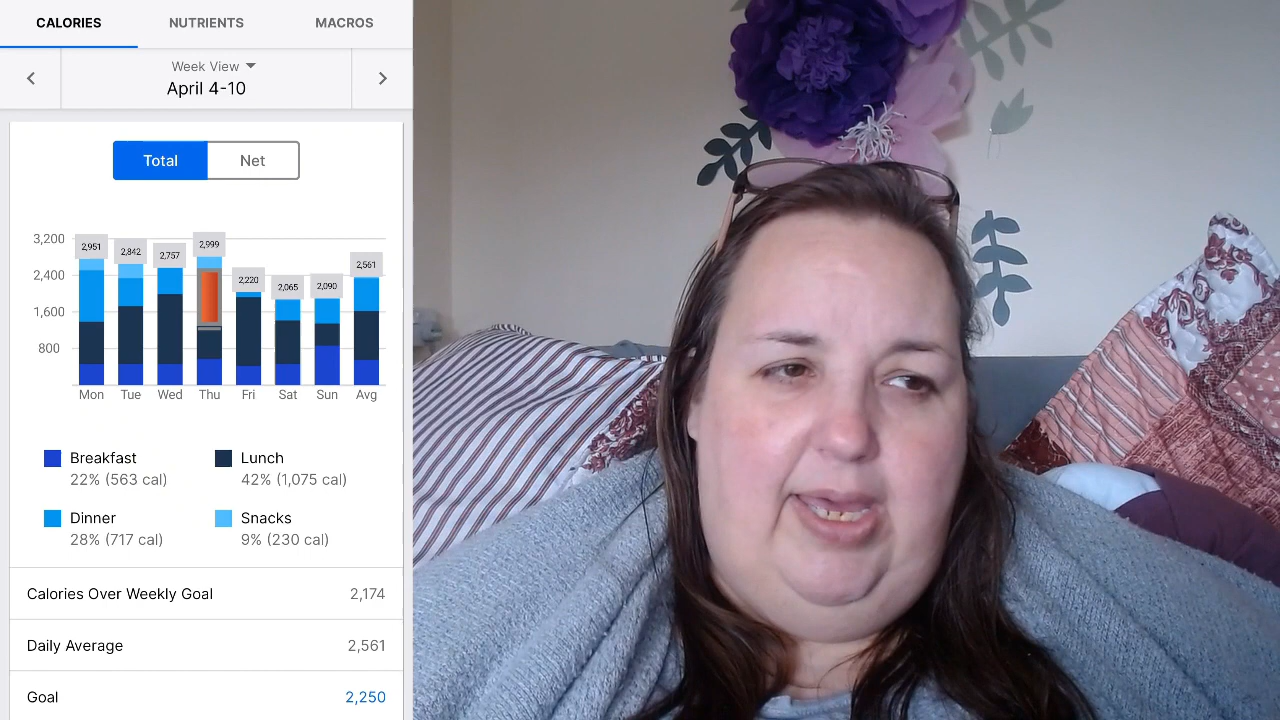 CALORIES NUTRIENTS MACROS
Week View
April 4-10
Total Net
3,200
2,400
1,600
800
2,951 2,842 2,757 2,999 2,220 2,065 2,090 2,561
Mon Tue Wed Thu Fri Sat Sun Avg
Breakfast Lunch
22% (563 cal) 42% (1,075 cal)
Dinner Snacks
28% (717 cal) 9% (230 cal)
Calories Over Weekly Goal 2,174
Daily Average 2,561
Goal 2,250